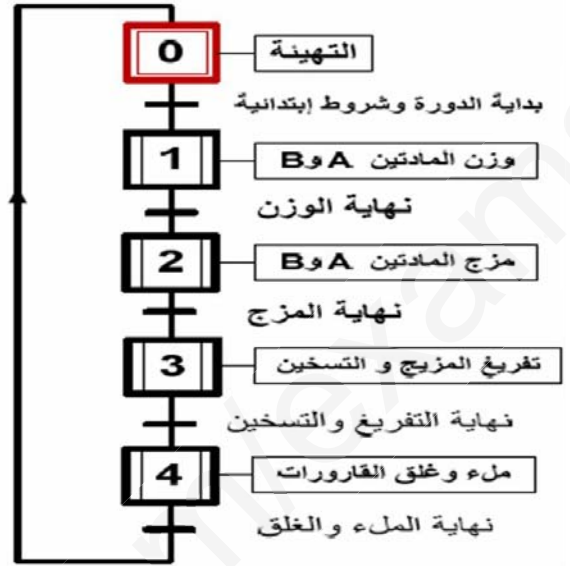 0 التهيئة
بداية الدورة وشروط إبتدائية
1 وزن المادتين A وB
نهاية الوزن
2 مزج المادتين A وB
نهاية المزج
3 تفريغ المزيج و التسخين
نهاية التفريغ والتسخين
4 ملء وغلق القارورات
نهاية الملء والغلق